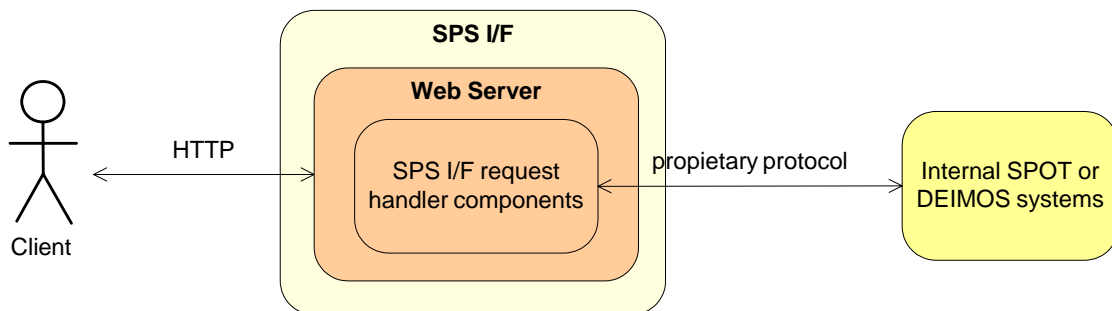 SPS I/F
Web Server
HTTP
SPS I/F request
handler components
propietary protocol
Internal SPOT or
DEIMOS systems
Client